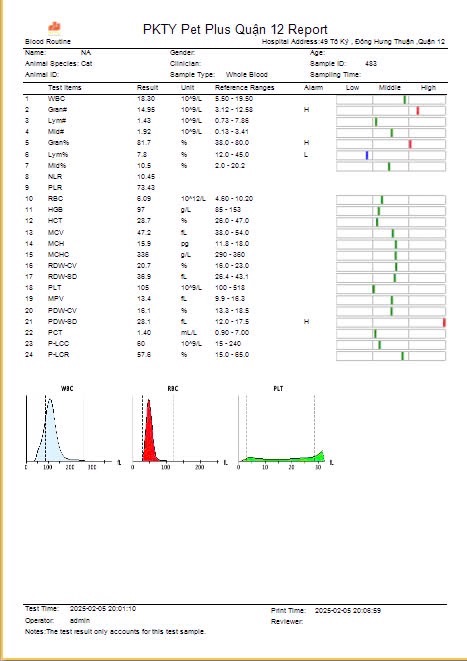 PKTY Pet Plus Quận 12 Report
Blood Routine Hospital Address:49 Tô Ký , Đông Hưng Thuận ,Quận 12
Name: NA Gender: Age:
Animal Species: Cat Clinician: Sample ID: 483
Animal ID: Sample Type: Whole Blood Sampling Time:
Test Items Result Unit Reference Ranges Alarm Low Middle High
1 WBC 18.30 10^9/L 5.50 - 19.50
2 Gran# 14.95 10^9/L 3.12 - 12.58 H
3 Lym# 1.43 10^9/L 0.73 - 7.86
4 Mid# 1.92 10^9/L 0.13 - 3.41
5 Gran% 81.7 % 38.0 - 80.0 H
6 Lym% 7.8 % 12.0 - 45.0 L
7 Mid% 10.5 % 2.0 - 20.2
8 NLR 10.45
9 PLR 73.43
10 RBC 6.09 10^12/L 4.60 - 10.20
11 HGB 97 g/L 85 - 153
12 HCT 28.7 % 26.0 - 47.0
13 MCV 47.2 fL 38.0 - 54.0
14 MCH 15.9 pg 11.8 - 18.0
15 MCHC 336 g/L 290 - 360
16 RDW-CV 20.7 % 16.0 - 23.0
17 RDW-SD 36.9 fL 26.4 - 43.1
18 PLT 105 10^9/L 100 - 518
19 MPV 13.4 fL 9.9 - 16.3
20 PDW-CV 16.1 % 13.3 - 18.5
21 PDW-SD 28.1 fL 12.0 - 17.5 H
22 PCT 1.40 mL/L 0.90 - 7.00
23 P-LCC 60 10^9/L 15 - 240
24 P-LCR 57.6 % 15.0 - 65.0
WBC RBC PLT
0 100 200 300 fL 0 100 200 fL 0 10 20 30 fL
Test Time: 2025-02-05 20:01:10 Print Time: 2025-02-05 20:06:59
Operator: admin Reviewer:
Notes:The test result only accounts for this test sample.